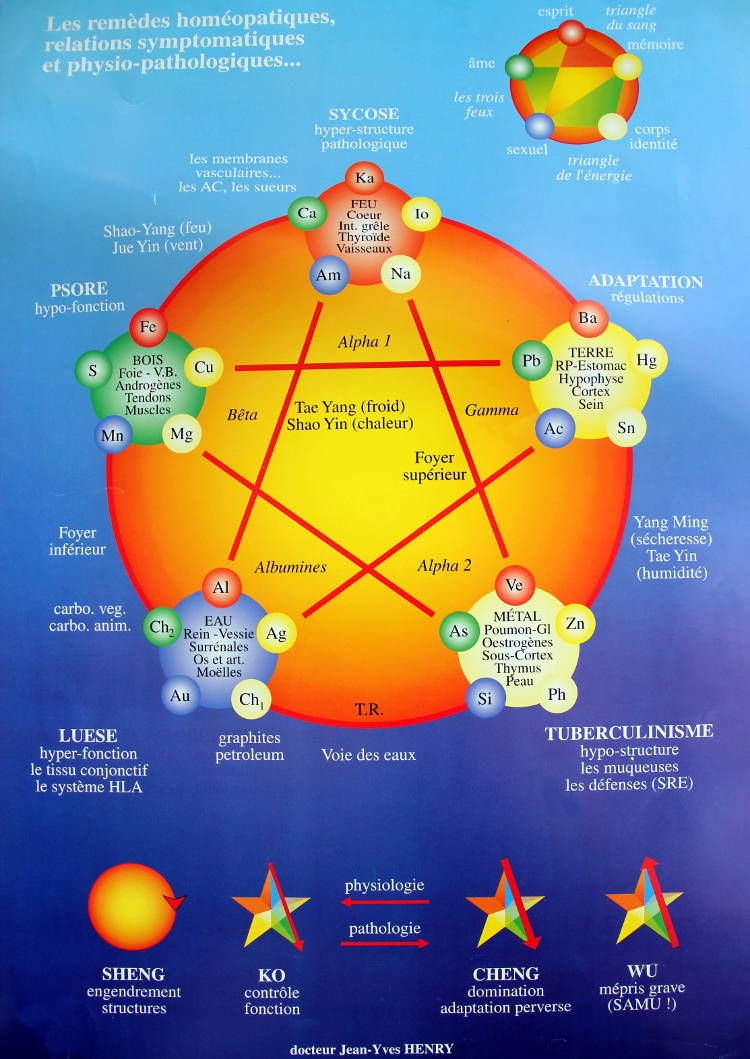 Les remèdes homéopatiques,
relations symptomatiques
et physio-pathologiques...
esprit
triangle
du sang
mémoire
âme
les trois
feux
corps
identité
sexuel
triangle
de l'énergie
SYCOSE
hyper-structure
pathologique
les membranes
vasculaires...
les AC, les sueurs
Ka
Ca
Io
FEU
Coeur
Int. grêle
Thyroïde
Vaisseaux
Am
Na
Shao-Yang (feu)
Jue Yin (vent)
PSORE
hypo-fonction
ADAPTATION
régulations
Fe
S
Cu
BOIS
Foie - V.B.
Androgènes
Tendons
Muscles
Mn
Mg
Ba
Pb
Hg
TERRE
RP-Estomac
Hypophyse
Cortex
Sein
Ac
Sn
Alpha 1
Bêta
Tae Yang (froid)
Shao Yin (chaleur)
Gamma
Foyer
supérieur
Foyer
inférieur
Yang Ming
(sécheresse)
Tae Yin
(humidité)
Albumines
Alpha 2
carbo. veg.
carbo. anim.
Al
Ch2
Ag
EAU
Rein -Vessie
Surrénales
Os et art.
Moëlles
Au
Ch1
Ve
As
Zn
MÉTAL
Poumon-GI
Oestrogènes
Sous-Cortex
Thymus
Peau
Si
Ph
T.R.
LUESE
hyper-fonction
le tissu conjonctif
le système HLA
graphites
petroleum
Voie des eaux
TUBERCULINISME
hypo-structure
les muqueuses
les défenses (SRE)
physiologie
pathologie
SHENG
engendrement
structures
KO
contrôle
fonction
CHENG
domination
adaptation perverse
WU
mépris grave
(SAMU !)
docteur Jean-Yves HENRY